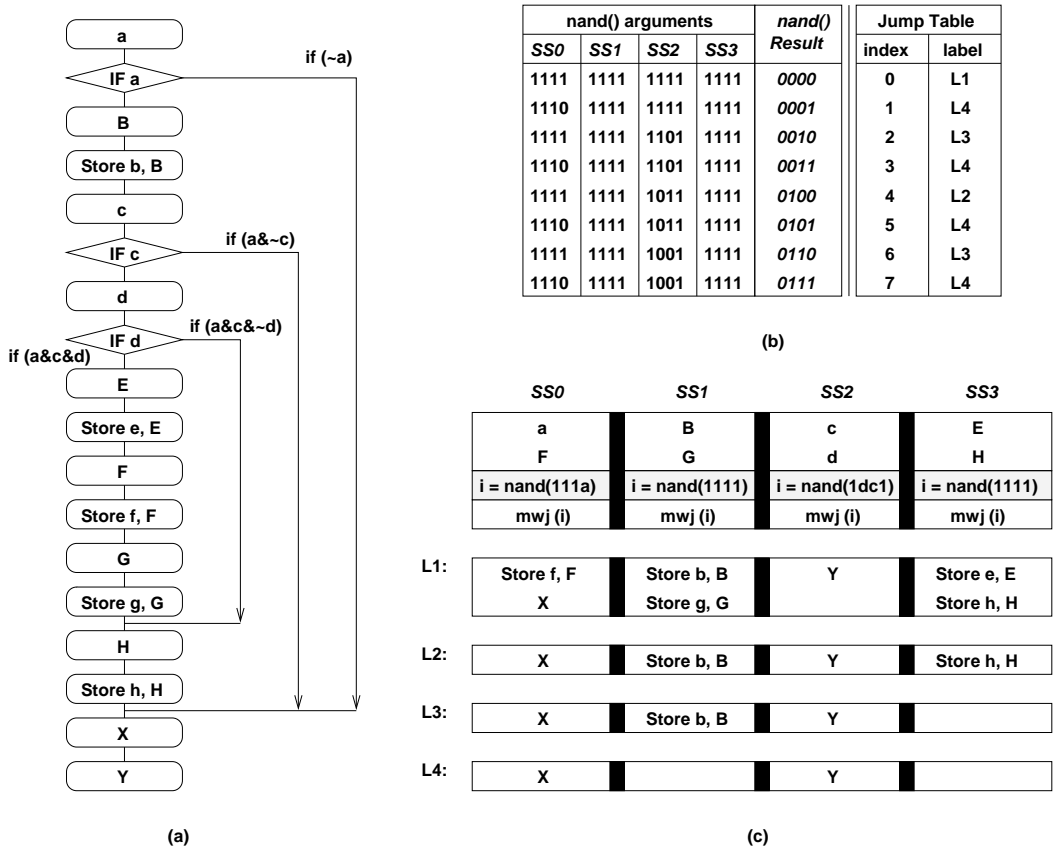 a
if (~a)
IF a
B
Store b, B
c
if (a&~c)
IF c
d
if (a&c&~d)
IF d
if (a&c&d)
E
Store e, E
F
Store f, F
G
Store g, G
H
Store h, H
X
Y
(a)
nand() arguments nand() Result Jump Table
SS0 SS1 SS2 SS3 index label
1111 1111 1111 1111 0000 0 L1
1110 1111 1111 1111 0001 1 L4
1111 1111 1101 1111 0010 2 L3
1110 1111 1101 1111 0011 3 L4
1111 1111 1011 1111 0100 4 L2
1110 1111 1011 1111 0101 5 L4
1111 1111 1001 1111 0110 6 L3
1110 1111 1001 1111 0111 7 L4
(b)
SS0 SS1 SS2 SS3
a B c E
F G d H
i = nand(111a) i = nand(1111) i = nand(1dc1) i = nand(1111)
mwj (i) mwj (i) mwj (i) mwj (i)
L1: Store f, F Store b, B Y Store e, E
X Store g, G Store h, H
L2: X Store b, B Y Store h, H
L3: X Store b, B Y
L4: X Y
(c)